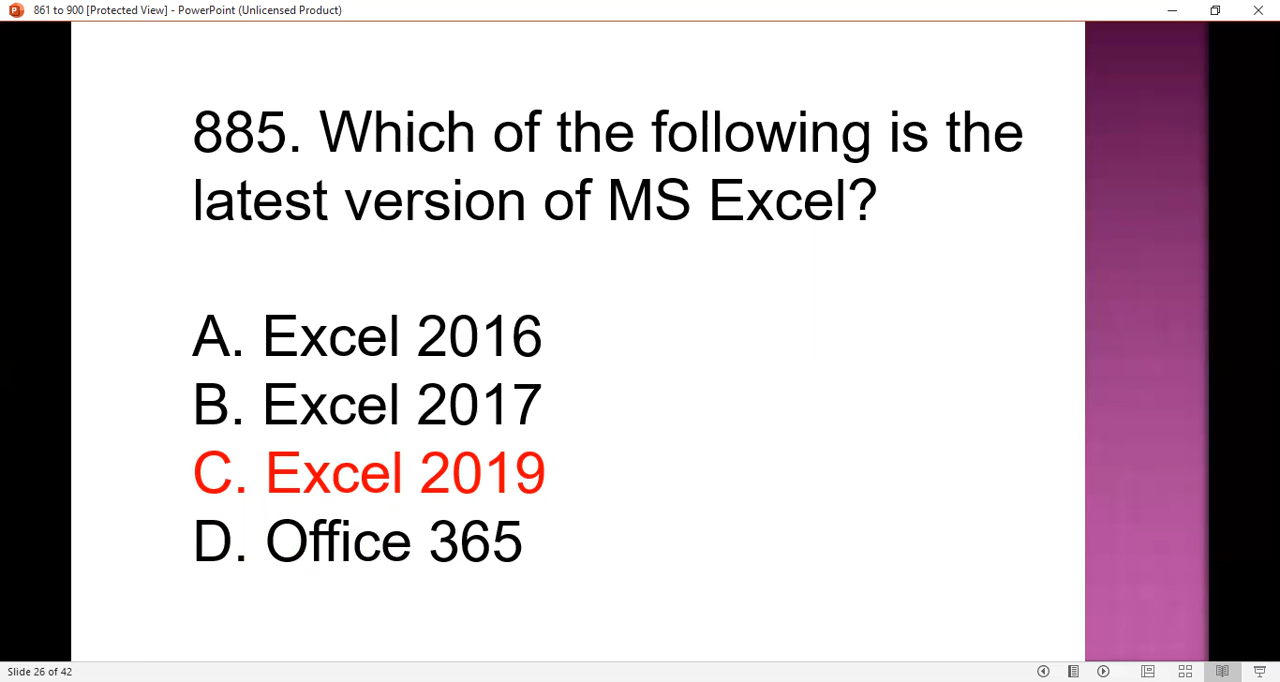 861 to 900 [Protected View] - PowerPoint (Unlicensed Product)
885. Which of the following is the
latest version of MS Excel?
A. Excel 2016
B. Excel 2017
C. Excel 2019
D. Office 365
Slide 26 of 42